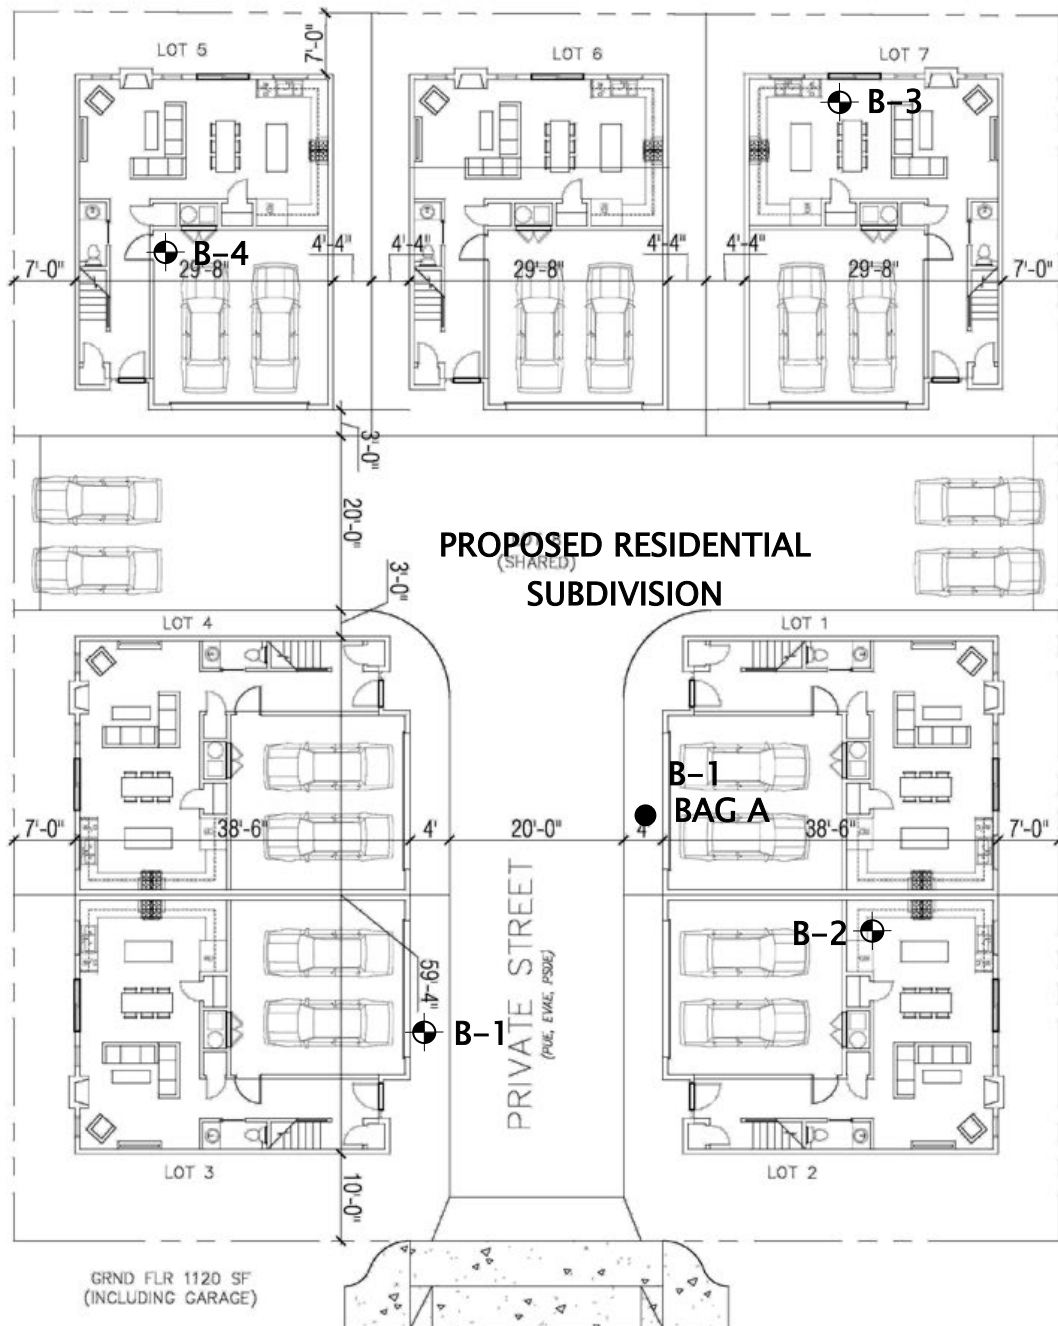 LOT 5
7'-0"
LOT 6
LOT 7
B-3
B-4
7'-0"
29'-8"
4'-4"
4'-4"
29'-8"
4'-4"
4'-4"
29'-8"
7'-0"
3'-0"
20'-0"
PROPOSED RESIDENTIAL
(SHARED)
SUBDIVISION
3'-0"
LOT 4
LOT 1
B-1
BAG A
7'-0"
38'-6"
4'
20'-0"
4'
38'-6"
7'-0"
B-2
59'-4"
B-1
PRIVATE STREET
(PUE, EVAE, PSDE)
LOT 3
10'-0"
LOT 2
GRND FLR 1120 SF
(INCLUDING GARAGE)